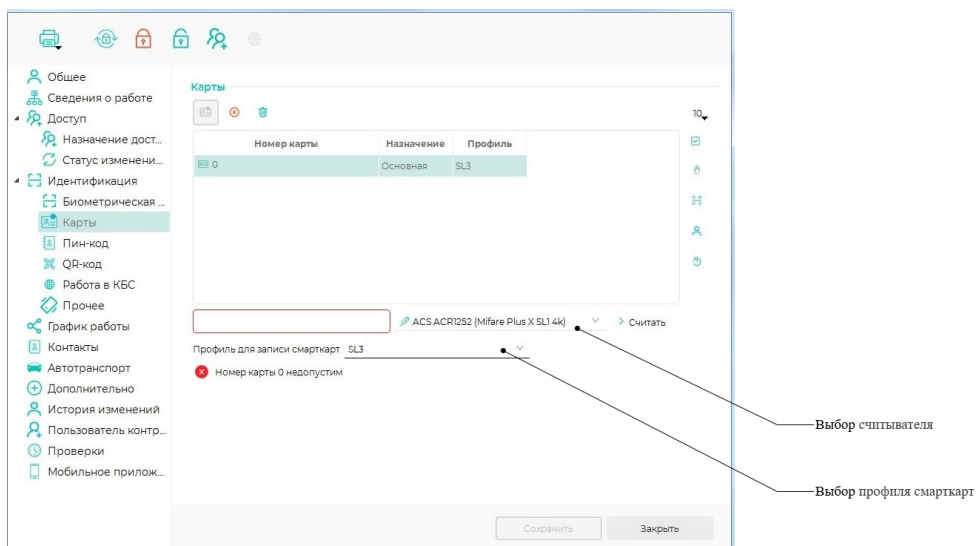 Общее
Сведения о работе
Доступ
Назначение дост...
Статус изменени...
Идентификация
Биометрическая ...
Карты
Пин-код
QR-код
Работа в КБС
Прочее
График работы
Контакты
Автотранспорт
Дополнительно
История изменений
Пользователь контр...
Проверки
Мобильное прилож...
Карты
10
Номер карты Назначение Профиль
0 Основная SL3
ACS ACR1252 (Mifare Plus X SL1 4k) Считать
Профиль для записи смарткарт SL3
Номер карты 0 недопустим
Выбор считывателя
Выбор профиля смарткарт
Сохранить Закрыть